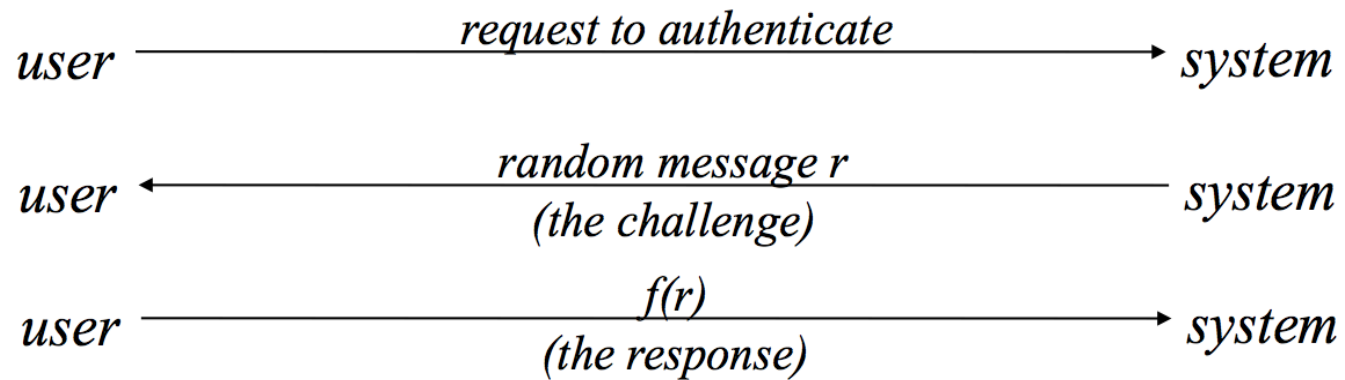 request to authenticate
user system
random message r
user system
(the challenge)
f(r)
user system
(the response)